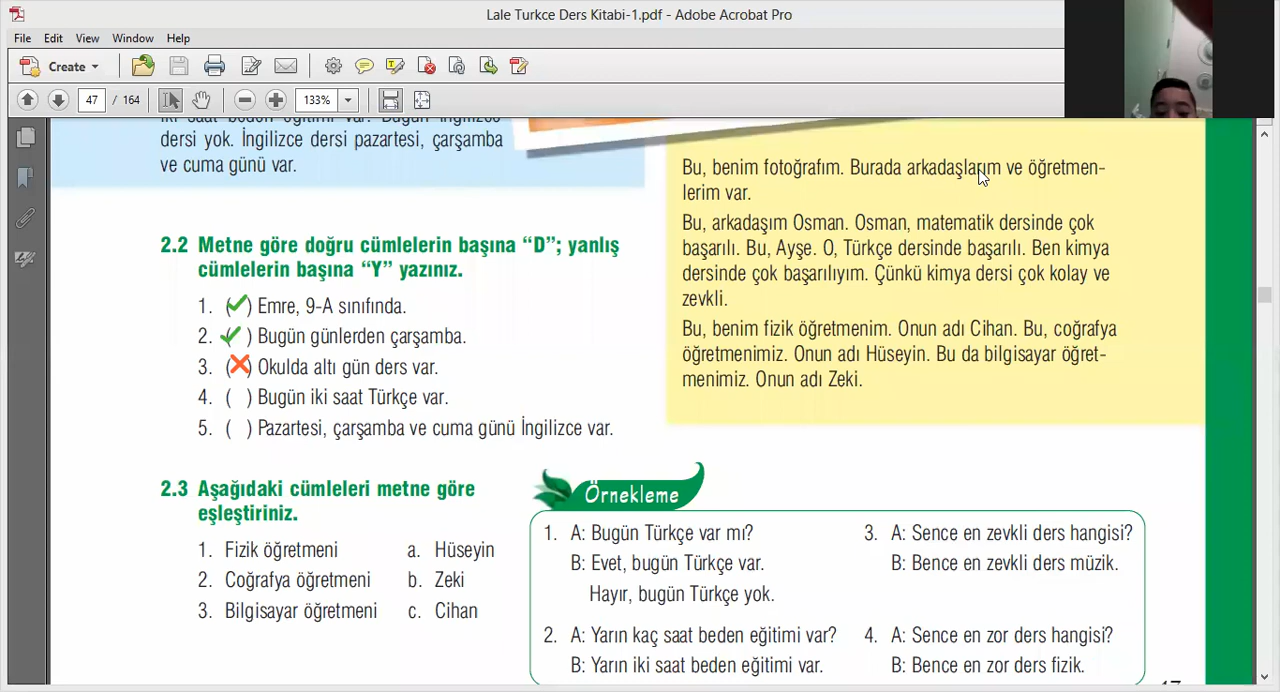 Lale Turkce Ders Kitabi-1.pdf - Adobe Acrobat Pro
File Edit View Window Help
Create
47 / 164 133%
iki saat beden eğitimi var. Bugün İngilizce
dersi yok. İngilizce dersi pazartesi, çarşamba
ve cuma günü var.
2.2 Metne göre doğru cümlelerin başına “D”; yanlış
cümlelerin başına “Y” yazınız.
1. ( ) Emre, 9-A sınıfında.
2. ( ) Bugün günlerden çarşamba.
3. ( ) Okulda altı gün ders var.
4. ( ) Bugün iki saat Türkçe var.
5. ( ) Pazartesi, çarşamba ve cuma günü İngilizce var.
2.3 Aşağıdaki cümleleri metne göre
eşleştiriniz.
1. Fizik öğretmeni a. Hüseyin
2. Coğrafya öğretmeni b. Zeki
3. Bilgisayar öğretmeni c. Cihan
Bu, benim fotoğrafım. Burada arkadaşlarım ve öğretmen-
lerim var.
Bu, arkadaşım Osman. Osman, matematik dersinde çok
başarılı. Bu, Ayşe. O, Türkçe dersinde başarılı. Ben kimya
dersinde çok başarılıyım. Çünkü kimya dersi çok kolay ve
zevkli.
Bu, benim fizik öğretmenim. Onun adı Cihan. Bu, coğrafya
öğretmenimiz. Onun adı Hüseyin. Bu da bilgisayar öğret-
menimiz. Onun adı Zeki.
Örnekleme
1. A: Bugün Türkçe var mı?
B: Evet, bugün Türkçe var.
Hayır, bugün Türkçe yok.
2. A: Yarın kaç saat beden eğitimi var?
B: Yarın iki saat beden eğitimi var.
3. A: Sence en zevkli ders hangisi?
B: Bence en zevkli ders müzik.
4. A: Sence en zor ders hangisi?
B: Bence en zor ders fizik.